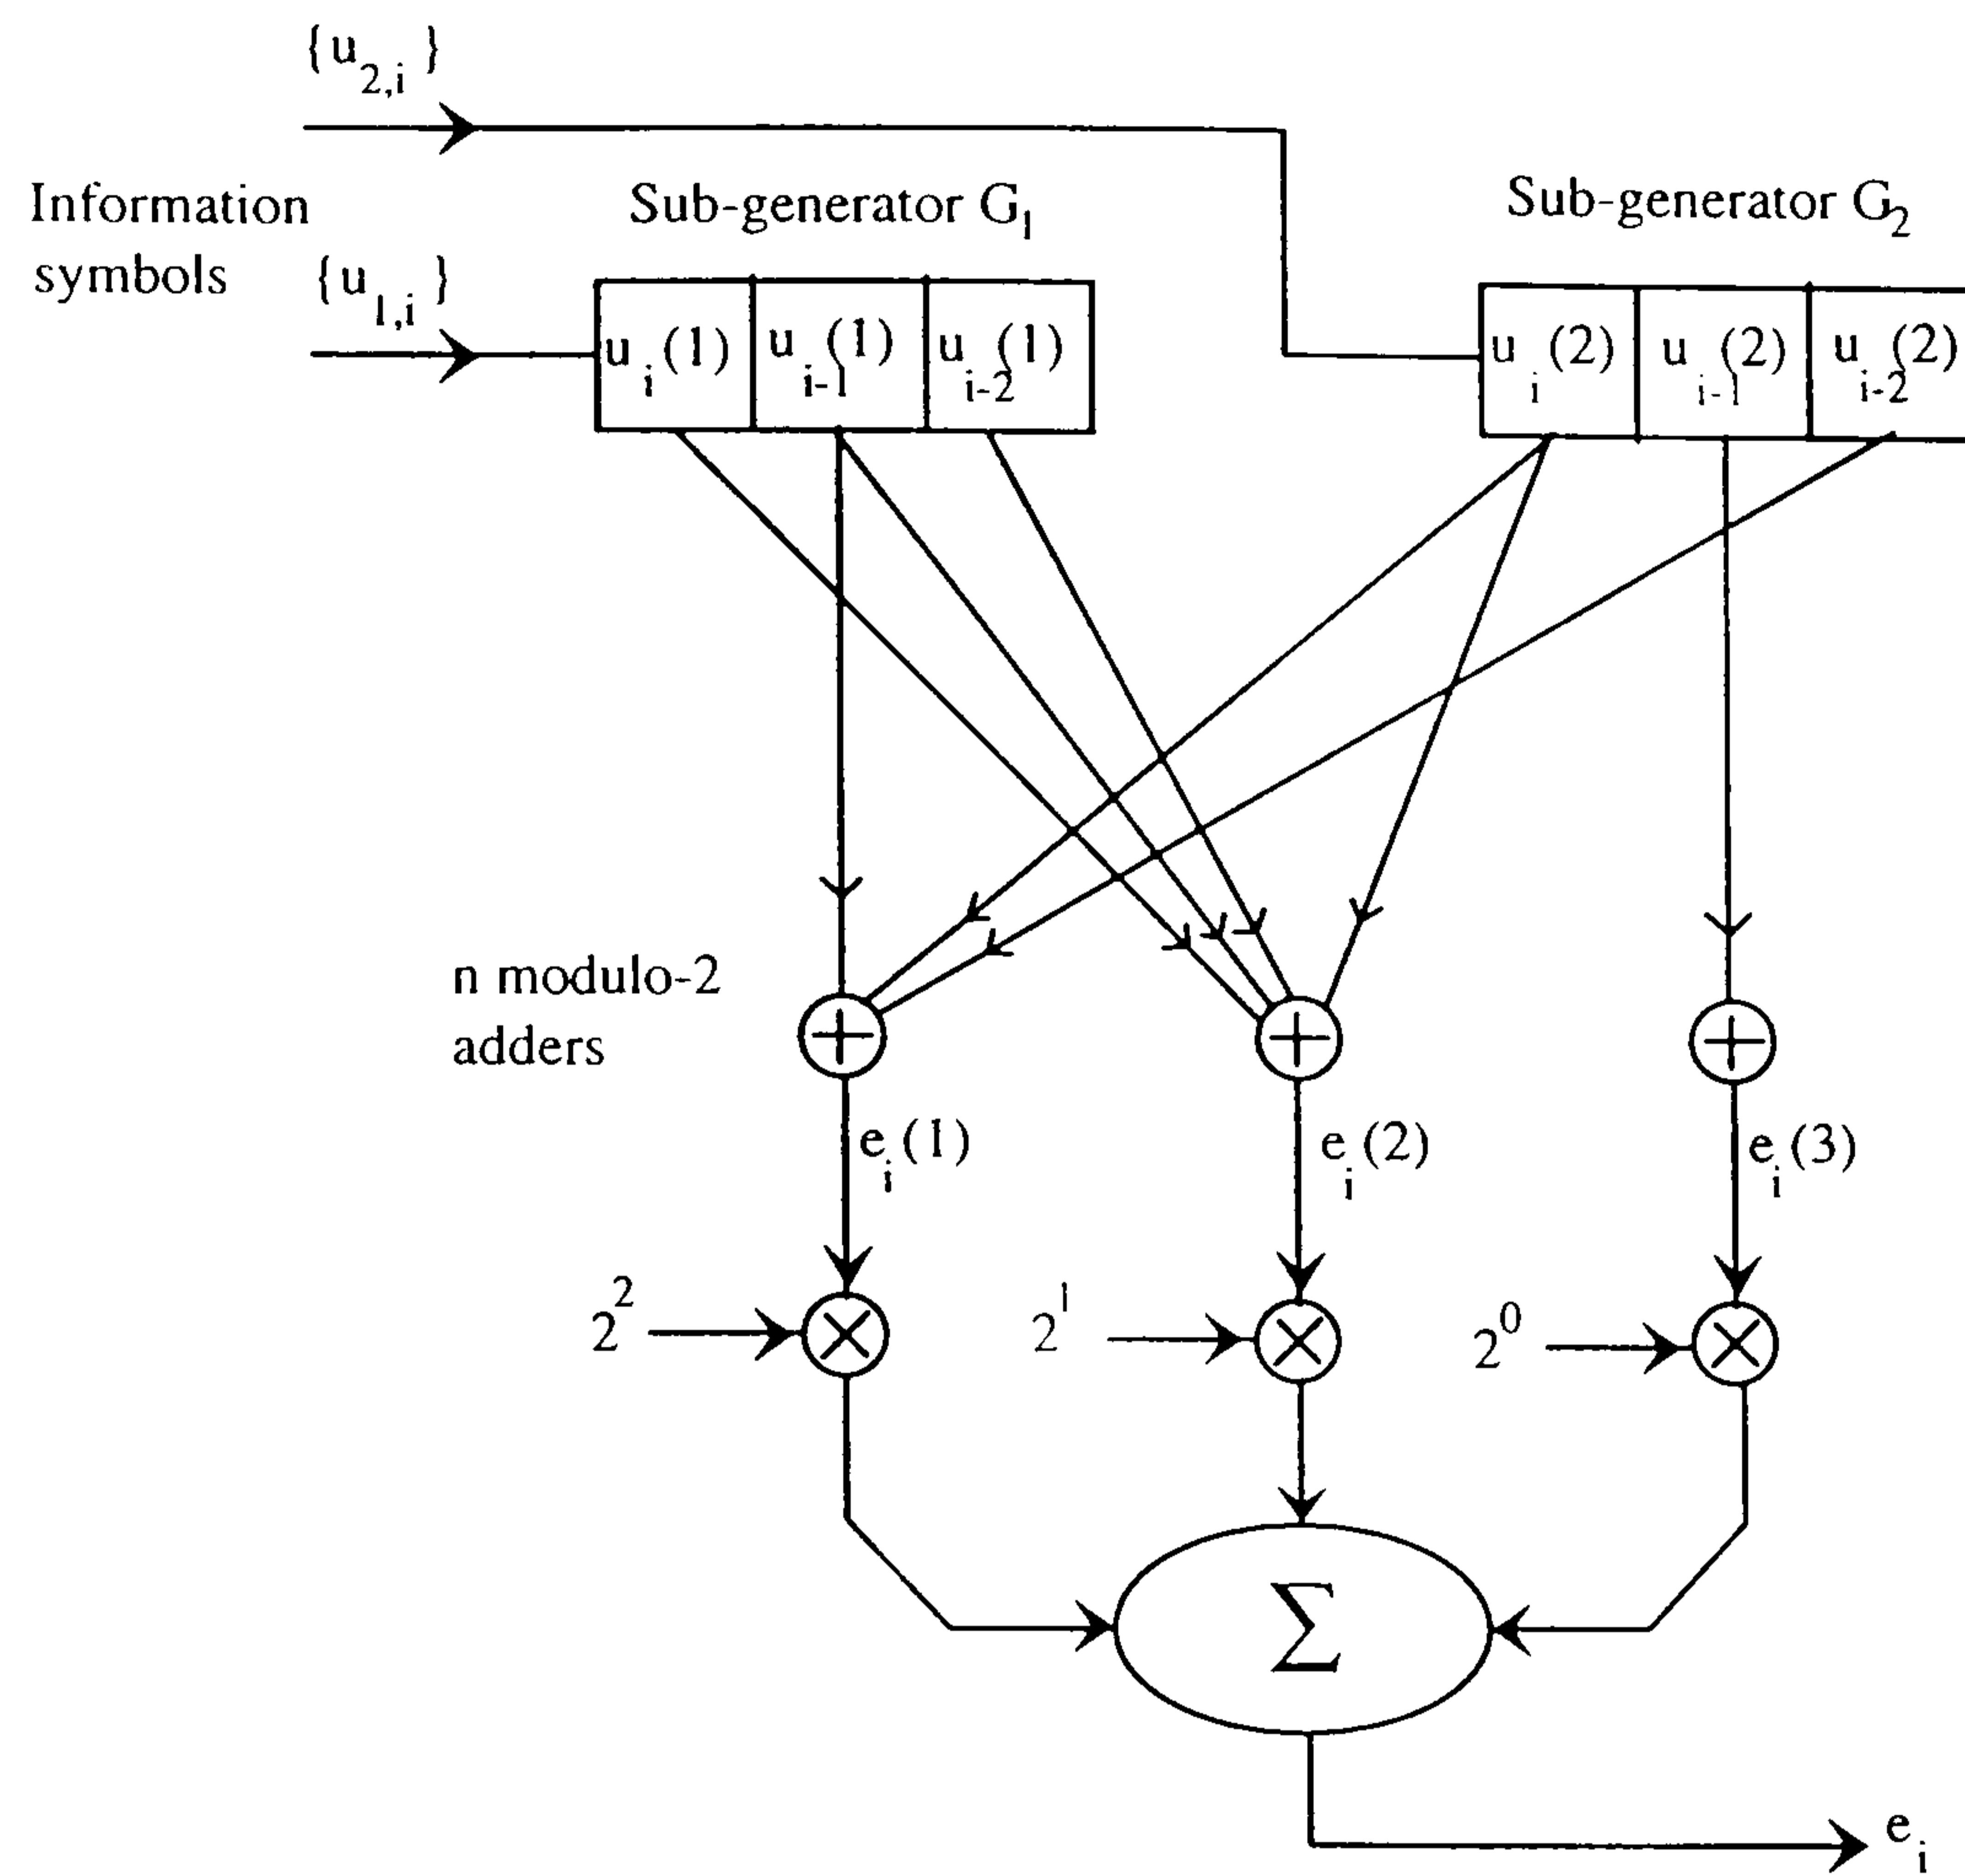 {u2,i }
Information symbols
Sub-generator G1
Sub-generator G2
{u1,i }
ui(1)
ui-1(1)
ui-2(1)
ui(2)
ui-1(2)
ui-2(2)
n modulo-2
adders
+
+
+
ei(1)
ei(2)
ei(3)
2^2
×
2^1
×
2^0
×
Σ
ei